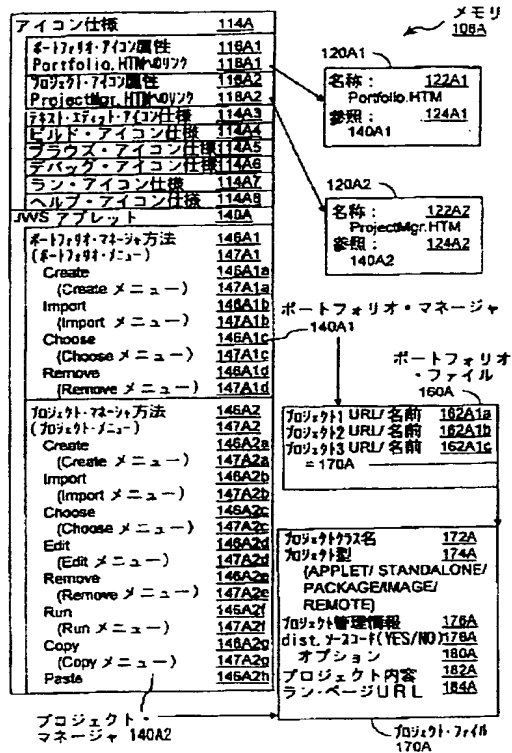 メモリ
106A
アイコン仕様 114A
ポートフォリオ・アイコン属性 116A1
Portfolio.HTMへのリンク 118A1
プロジェクト・アイコン属性 116A2
ProjectMgr.HTMへのリンク 118A2
テキスト・エディット・アイコン仕様 114A3
ビルド・アイコン仕様 114A4
ブラウズ・アイコン仕様 114A5
デバッグ・アイコン仕様 114A6
ラン・アイコン仕様 114A7
ヘルプ・アイコン仕様 114A8
JWS アプレット 140A
ポートフォリオ・マネージャ方法 146A1
(ポートフォリオ・メニュー) 147A1
Create 146A1a
(Create メニュー) 147A1a
Import 146A1b
(Import メニュー) 147A1b
Choose 146A1c
(Choose メニュー) 147A1c
Remove 146A1d
(Remove メニュー) 147A1d
プロジェクト・マネージャ方法 146A2
(プロジェクト・メニュー) 147A2
Create 146A2a
(Create メニュー) 147A2a
Import 146A2b
(Import メニュー) 147A2b
Choose 146A2c
(Choose メニュー) 147A2c
Edit 146A2d
(Edit メニュー) 147A2d
Remove 146A2e
(Remove メニュー) 147A2e
Run 146A2f
(Run メニュー) 147A2f
Copy 146A2g
(Copy メニュー) 147A2g
Paste 146A2h
プロジェクト・
マネージャ 140A2
120A1
名称： 122A1
Portfolio.HTM
参照： 124A1
140A1
120A2
名称： 122A2
ProjectMgr.HTM
参照： 124A2
140A2
ポートフォリオ・マネージャ
140A1
ポートフォリオ
・ファイル
160A
プロジェクト1 URL/名前 162A1a
プロジェクト2 URL/名前 162A1b
プロジェクト3 URL/名前 162A1c
=170A
プロジェクトクラス名 172A
プロジェクト型 174A
(APPLET/ STANDALONE/
PACKAGE/IMAGE/
REMOTE)
プロジェクト管理情報 176A
dist. ソースコード(YES/NO) 178A
オプション 180A
プロジェクト内容 182A
ラン・ページURL 184A
プロジェクト・ファイル
170A